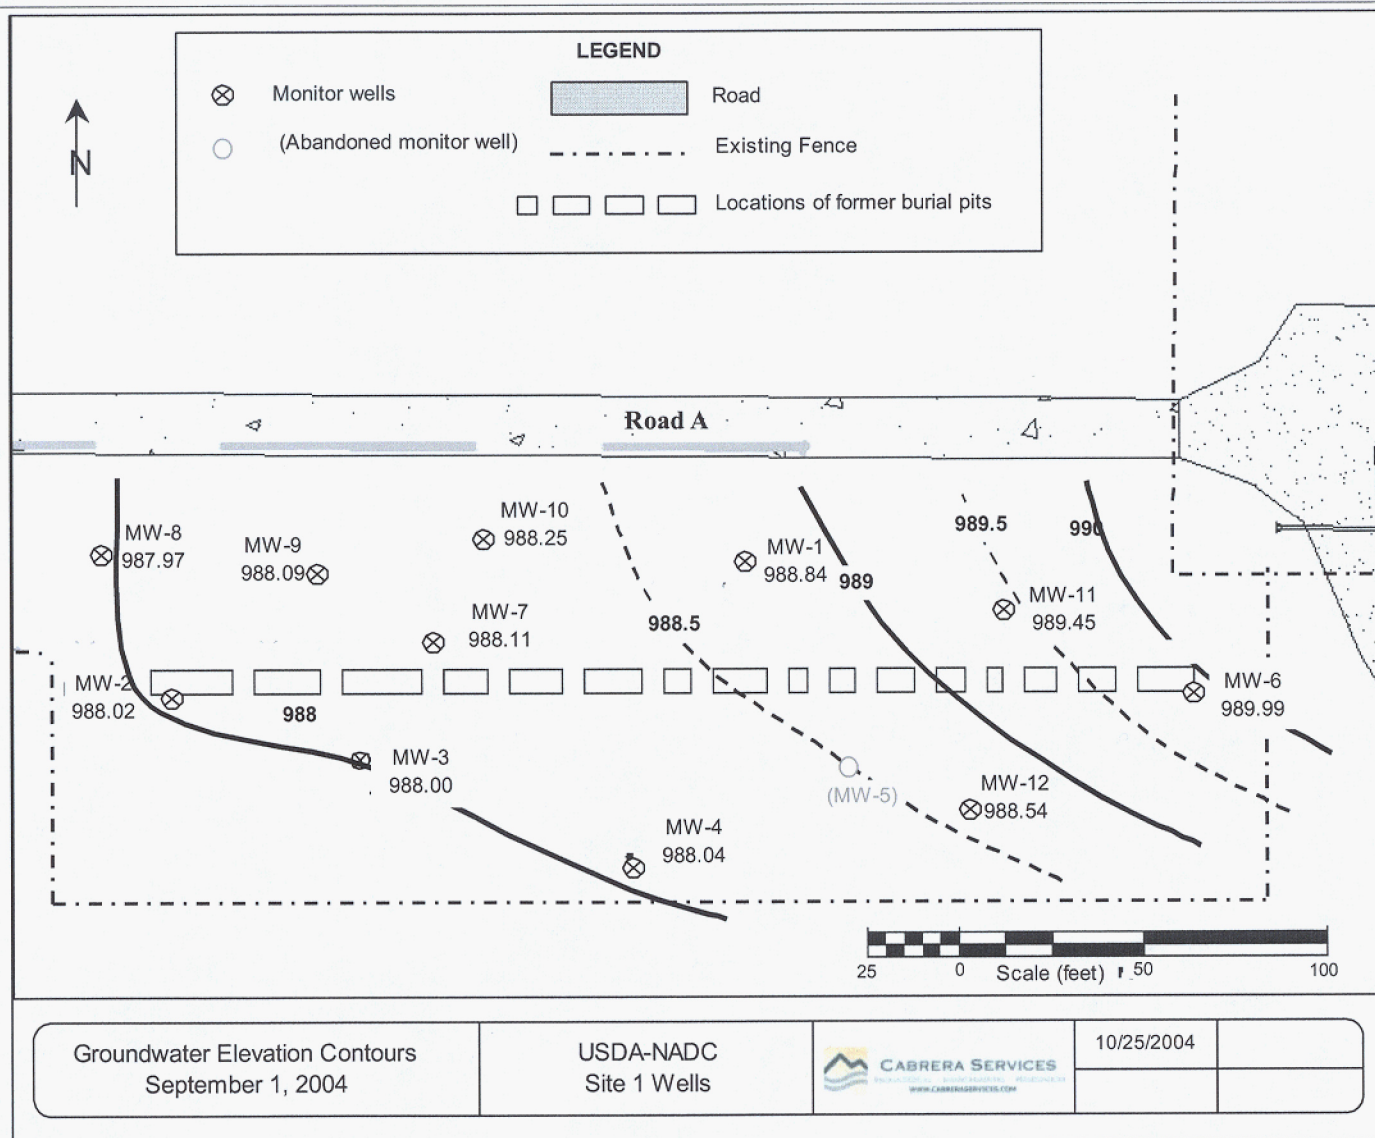 LEGEND
Monitor wells
Road
(Abandoned monitor well)
Existing Fence
Locations of former burial pits
N
Road A
MW-8
987.97
MW-9
988.09
MW-10
988.25
MW-7
988.11
MW-1
988.84
989
989.5
990
MW-11
989.45
988.5
MW-2
988.02
988
MW-3
988.00
MW-6
989.99
(MW-5)
MW-12
988.54
MW-4
988.04
25 0 Scale (feet) 50 100
Groundwater Elevation Contours
September 1, 2004
USDA-NADC
Site 1 Wells
CABRERA SERVICES
WWW.CABRERASERVICES.COM
10/25/2004